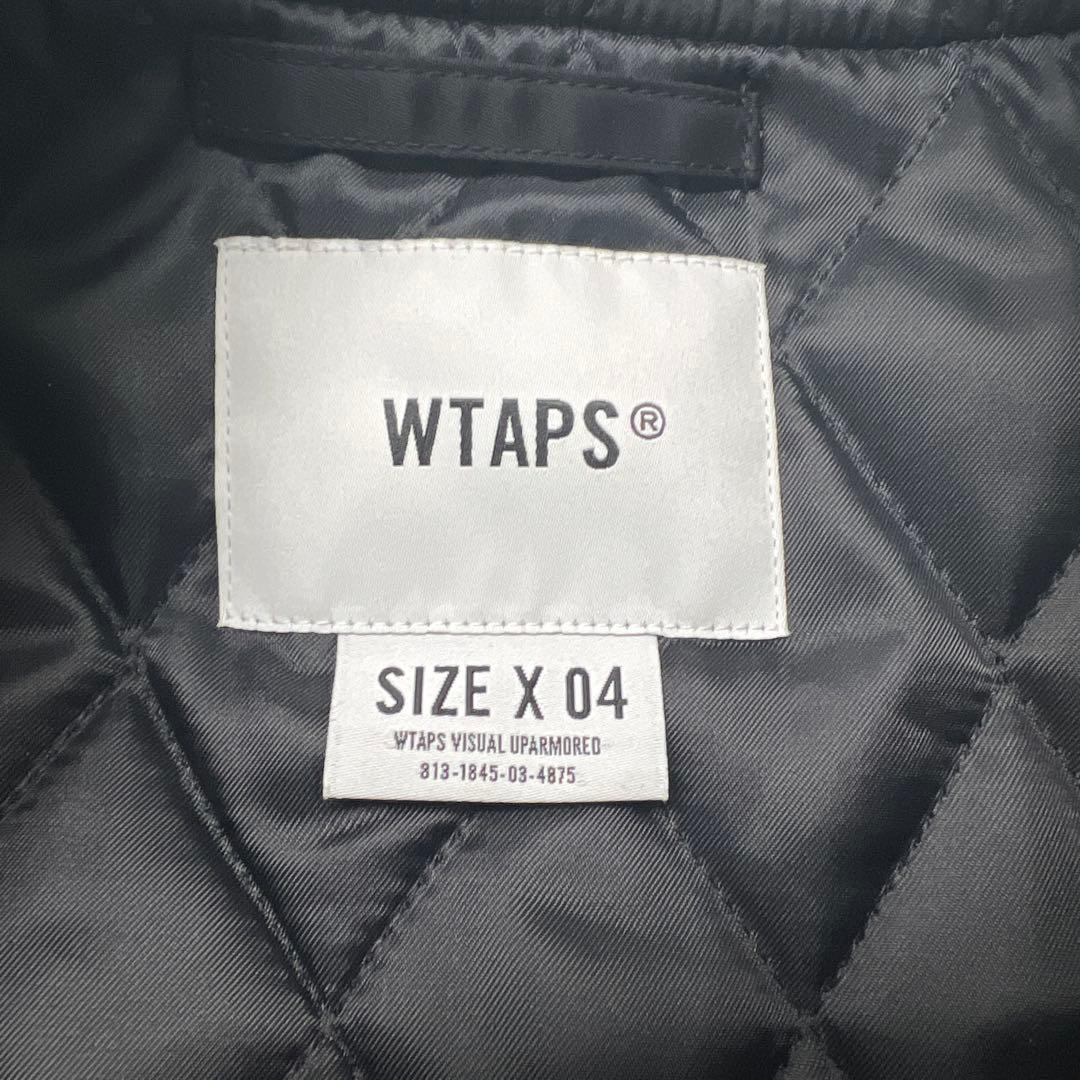 WTAPS®
SIZE X 04
WTAPS VISUAL UPARMORED
813-1845-03-4875